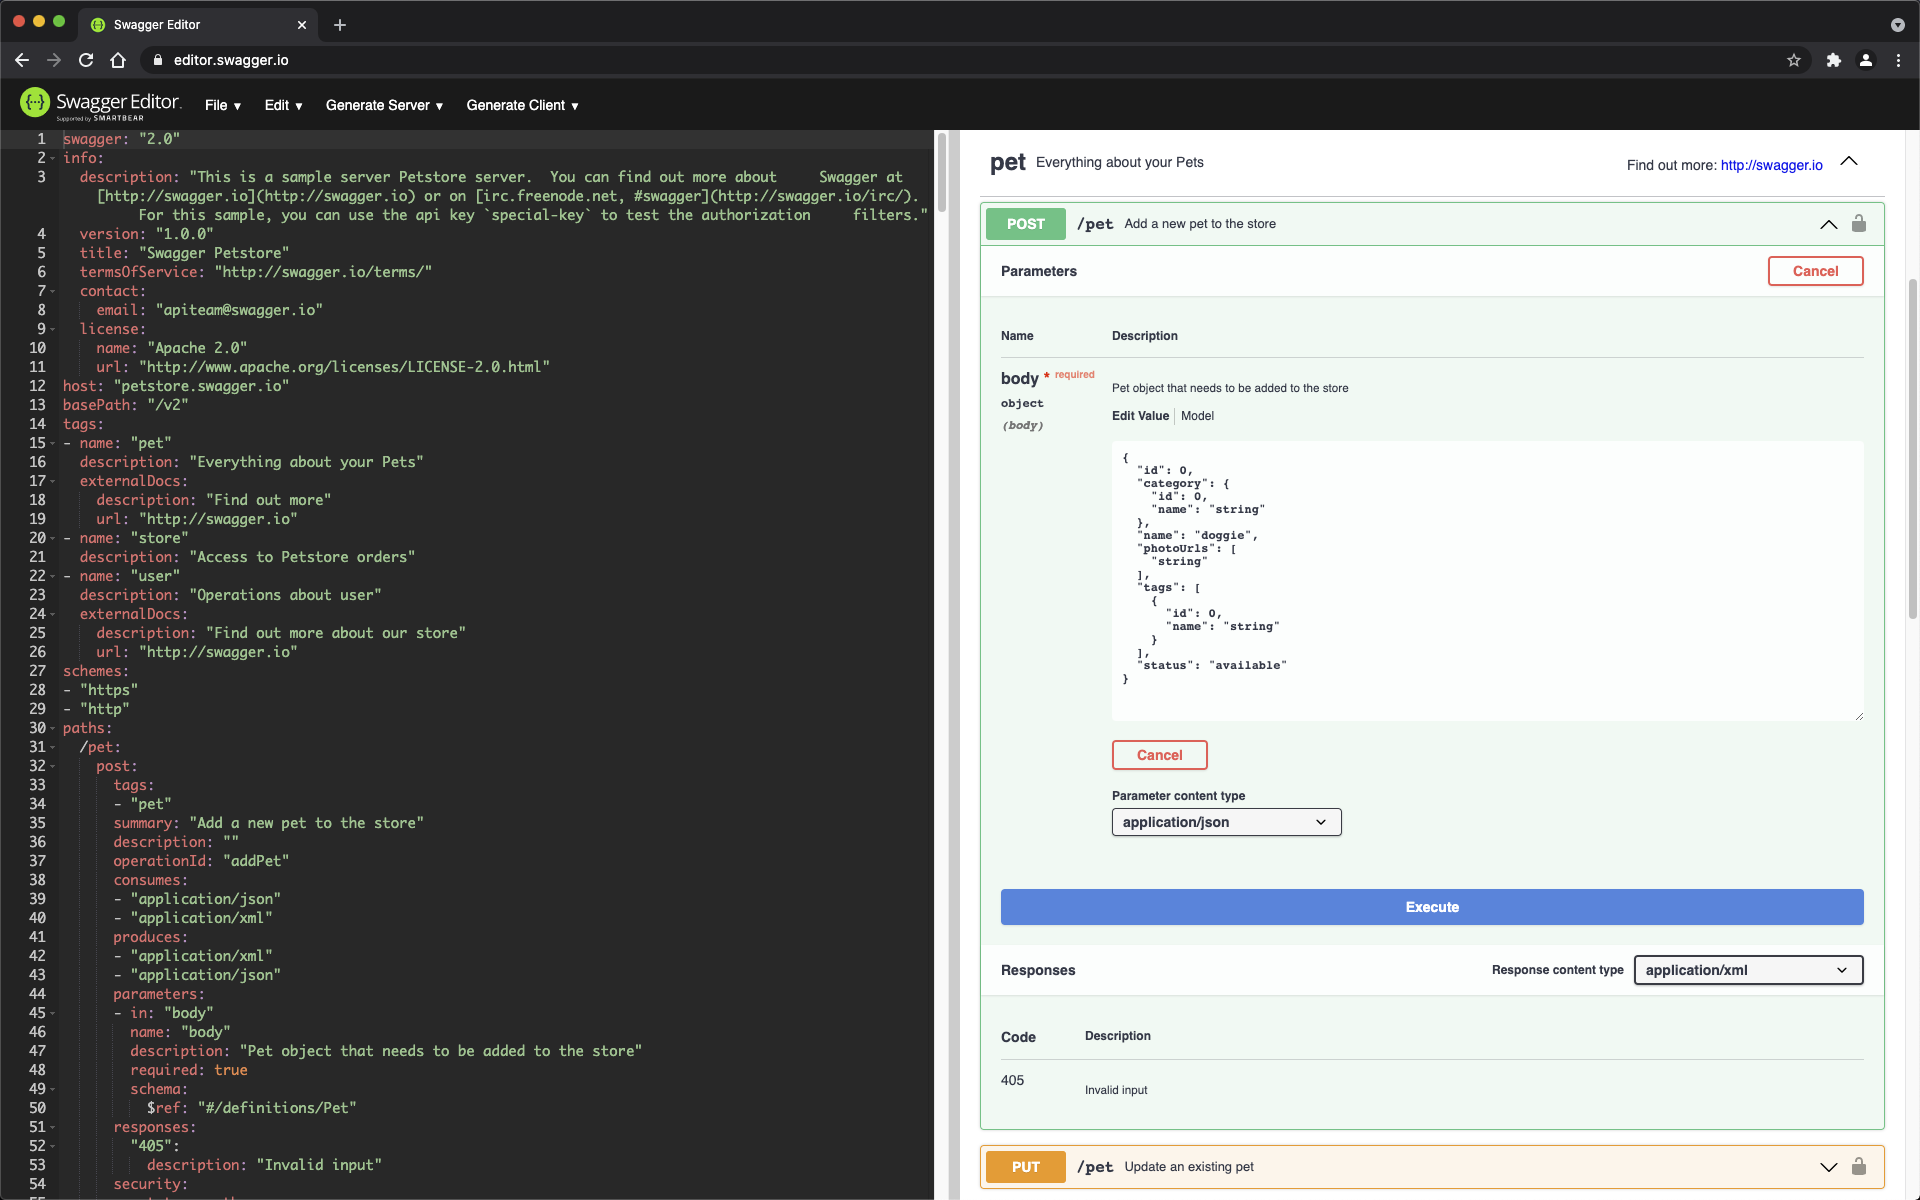 Swagger Editor
editor.swagger.io
Swagger Editor.
Supported by SMARTBEAR
File ▾
Edit ▾
Generate Server ▾
Generate Client ▾
1 swagger: "2.0"
2 info:
3 description: "This is a sample server Petstore server.  You can find out more about     Swagger at
[http://swagger.io](http://swagger.io) or on [irc.freenode.net, #swagger](http://swagger.io/irc/).
For this sample, you can use the api key `special-key` to test the authorization     filters."
4 version: "1.0.0"
5 title: "Swagger Petstore"
6 termsOfService: "http://swagger.io/terms/"
7 contact:
8 email: "apiteam@swagger.io"
9 license:
10 name: "Apache 2.0"
11 url: "http://www.apache.org/licenses/LICENSE-2.0.html"
12 host: "petstore.swagger.io"
13 basePath: "/v2"
14 tags:
15 - name: "pet"
16 description: "Everything about your Pets"
17 externalDocs:
18 description: "Find out more"
19 url: "http://swagger.io"
20 - name: "store"
21 description: "Access to Petstore orders"
22 - name: "user"
23 description: "Operations about user"
24 externalDocs:
25 description: "Find out more about our store"
26 url: "http://swagger.io"
27 schemes:
28 - "https"
29 - "http"
30 paths:
31 /pet:
32 post:
33 tags:
34 - "pet"
35 summary: "Add a new pet to the store"
36 description: ""
37 operationId: "addPet"
38 consumes:
39 - "application/json"
40 - "application/xml"
41 produces:
42 - "application/xml"
43 - "application/json"
44 parameters:
45 - in: "body"
46 name: "body"
47 description: "Pet object that needs to be added to the store"
48 required: true
49 schema:
50 $ref: "#/definitions/Pet"
51 responses:
52 "405":
53 description: "Invalid input"
54 security:
pet Everything about your Pets
Find out more: http://swagger.io
POST /pet Add a new pet to the store
Parameters
Cancel
Name Description
body * required
object
(body)
Pet object that needs to be added to the store
Edit Value Model
{
"id": 0,
"category": {
"id": 0,
"name": "string"
},
"name": "doggie",
"photoUrls": [
"string"
],
"tags": [
{
"id": 0,
"name": "string"
}
],
"status": "available"
}
Cancel
Parameter content type
application/json
Execute
Responses
Response content type
application/xml
Code Description
405 Invalid input
PUT /pet Update an existing pet